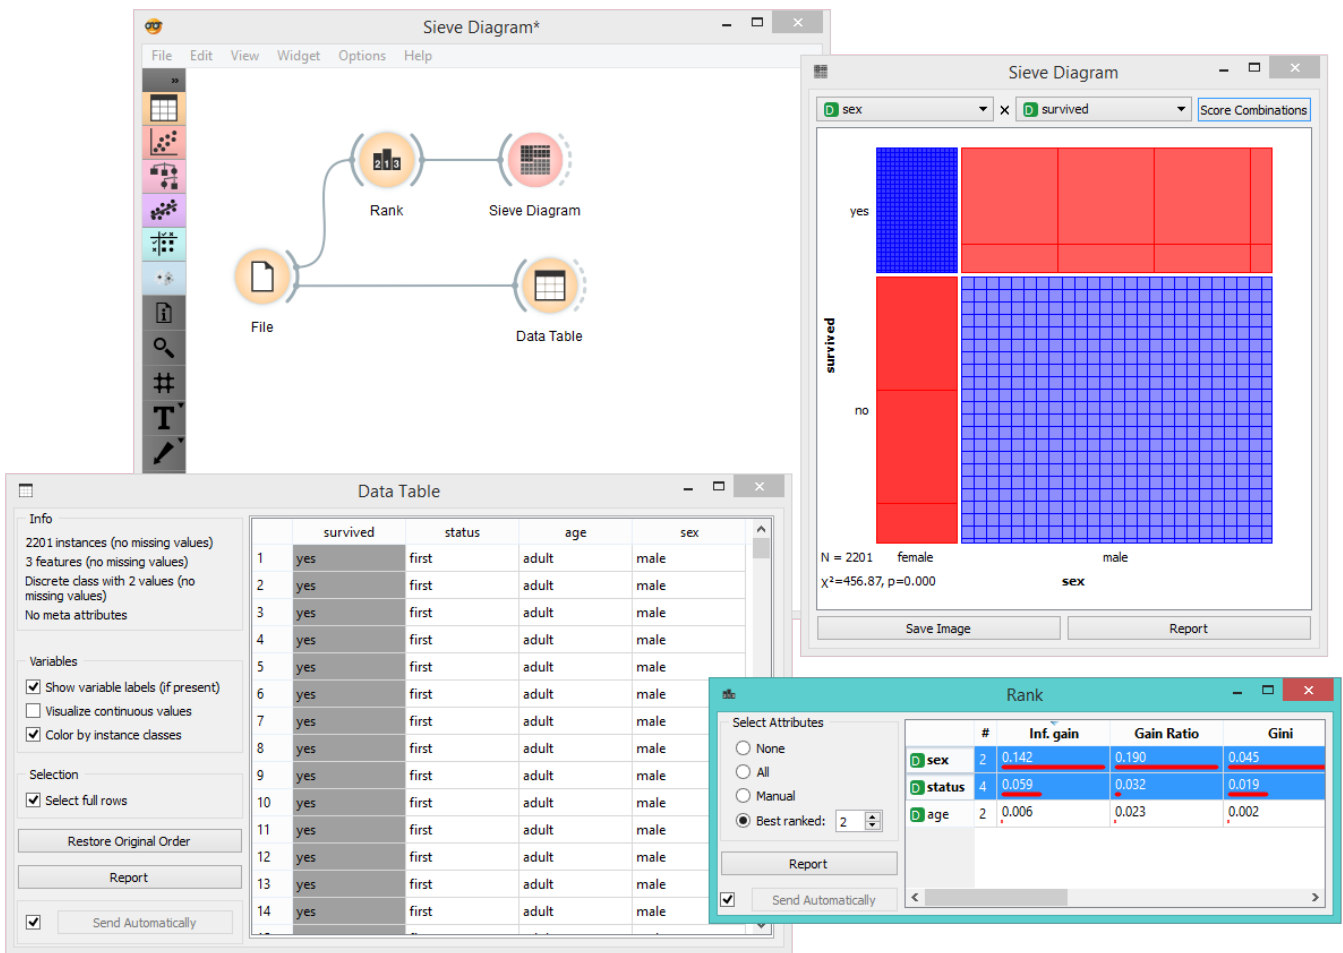 Sieve Diagram*
File Edit View Widget Options Help
»
213
Rank
Sieve Diagram
File
Data Table
T
Sieve Diagram
D sex
×
D survived
Score Combinations
yes
survived
no
N = 2201 female male
χ²=456.87, p=0.000
sex
Save Image
Report
Data Table
Info
2201 instances (no missing values)
3 features (no missing values)
Discrete class with 2 values (no
missing values)
No meta attributes
Variables
Show variable labels (if present)
Visualize continuous values
Color by instance classes
Selection
Select full rows
Restore Original Order
Report
Send Automatically
survived status age sex
1 yes first adult male
2 yes first adult male
3 yes first adult male
4 yes first adult male
5 yes first adult male
6 yes first adult male
7 yes first adult male
8 yes first adult male
9 yes first adult male
10 yes first adult male
11 yes first adult male
12 yes first adult male
13 yes first adult male
14 yes first adult male
Rank
Select Attributes
None
All
Manual
Best ranked: 2
Report
Send Automatically
# Inf. gain Gain Ratio Gini
D sex 2 0.142 0.190 0.045
D status 4 0.059 0.032 0.019
D age 2 0.006 0.023 0.002